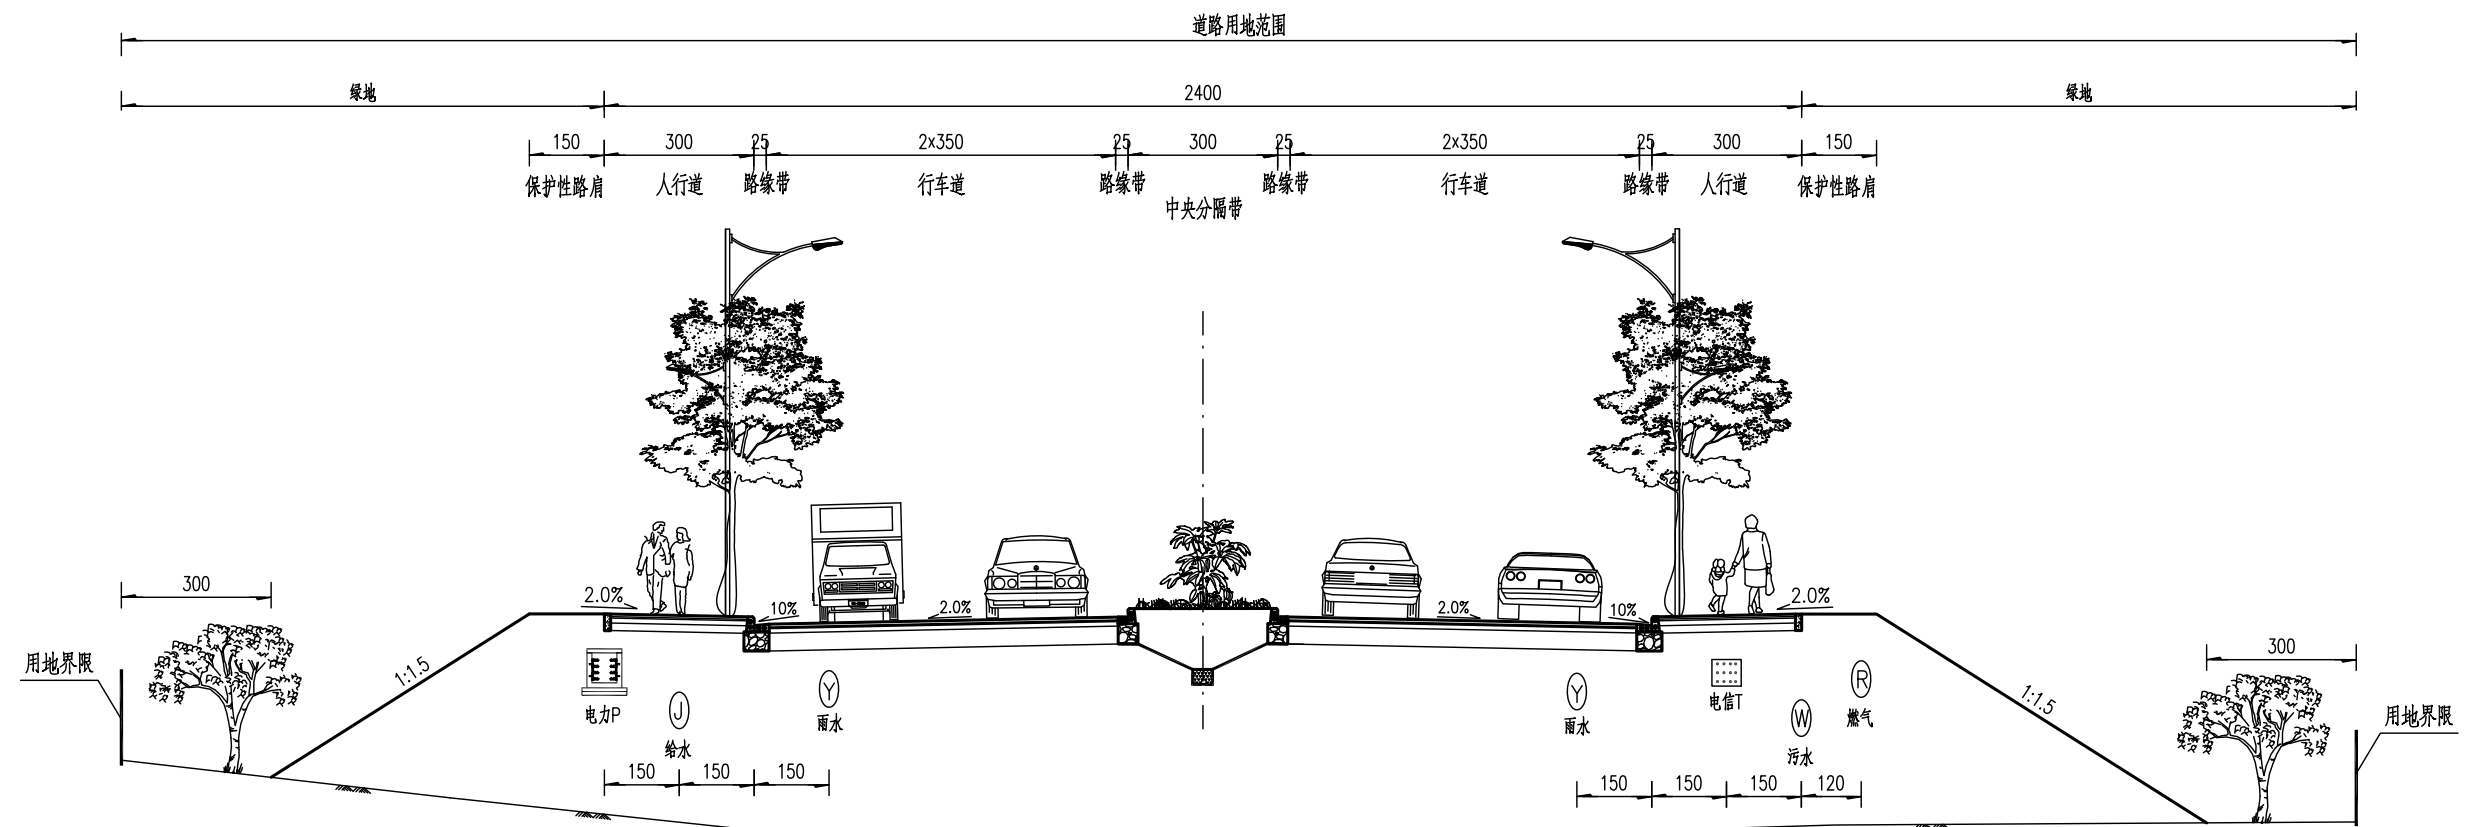 道路用地范围
绿地 2400 绿地
150 300 25 2x350 25 300 25 2x350 25 300 150
保护性路肩 人行道 路缘带 行车道 路缘带 路缘带 行车道 路缘带 人行道 保护性路肩
中央分隔带
300 2.0% 10% 2.0% 2.0% 10% 2.0%
用地界限 1:1.5 300
电力P J Y Y 电信T W R 1:1.5 用地界限
给水 雨水 雨水 污水 燃气
150 150 150 150 150 150 120